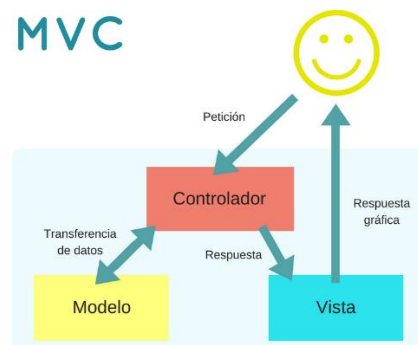 MVC
Petición
Controlador
Transferencia
de datos
Respuesta
Respuesta
gráfica
Modelo
Vista